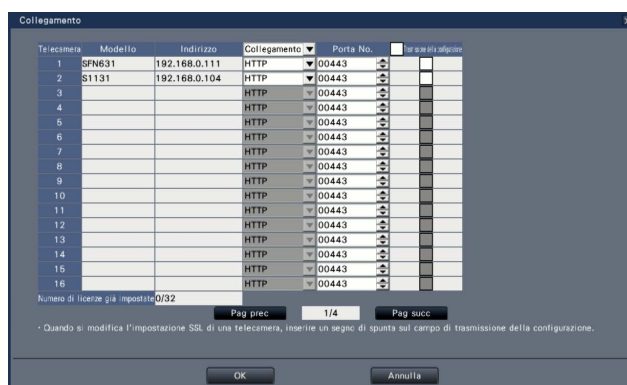 Collegamento
Telecamera Modello Indirizzo Collegamento Porta No. Trasmissione della configurazione
1 SFN631 192.168.0.111 HTTP 00443
2 S1131 192.168.0.104 HTTP 00443
3 HTTP 00443
4 HTTP 00443
5 HTTP 00443
6 HTTP 00443
7 HTTP 00443
8 HTTP 00443
9 HTTP 00443
10 HTTP 00443
11 HTTP 00443
12 HTTP 00443
13 HTTP 00443
14 HTTP 00443
15 HTTP 00443
16 HTTP 00443
Numero di licenze già impostate 0/32
Pag prec 1/4 Pag succ
· Quando si modifica l'impostazione SSL di una telecamera, inserire un segno di spunta sul campo di trasmissione della configurazione.
OK Annulla